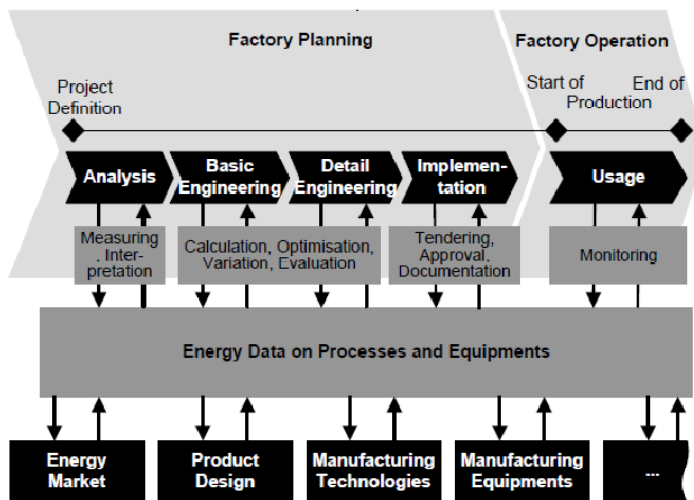 Factory Planning
Factory Operation
Project
Definition
Start of
End of
Production
Analysis
Basic
Engineering
Detail
Engineering
Implemen-
tation
Usage
Measuring
, Inter-
pretation
Calculation, Optimisation,
Variation, Evaluation
Tendering,
Approval,
Documentation
Monitoring
Energy Data on Processes and Equipments
Energy
Market
Product
Design
Manufacturing
Technologies
Manufacturing
Equipments
...